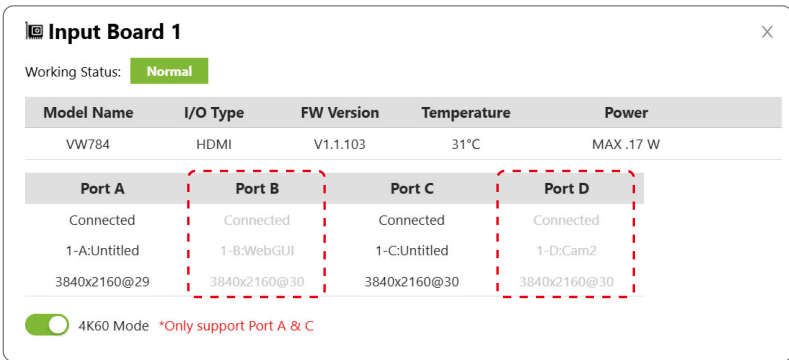 Input Board 1
Working Status: Normal
Model Name I/O Type FW Version Temperature Power
VW784 HDMI V1.1.103 31°C MAX .17 W
Port A Port B Port C Port D
Connected Connected Connected Connected
1-A:Untitled 1-B:WebGUI 1-C:Untitled 1-D:Cam2
3840x2160@29 3840x2160@30 3840x2160@30 3840x2160@30
4K60 Mode *Only support Port A & C